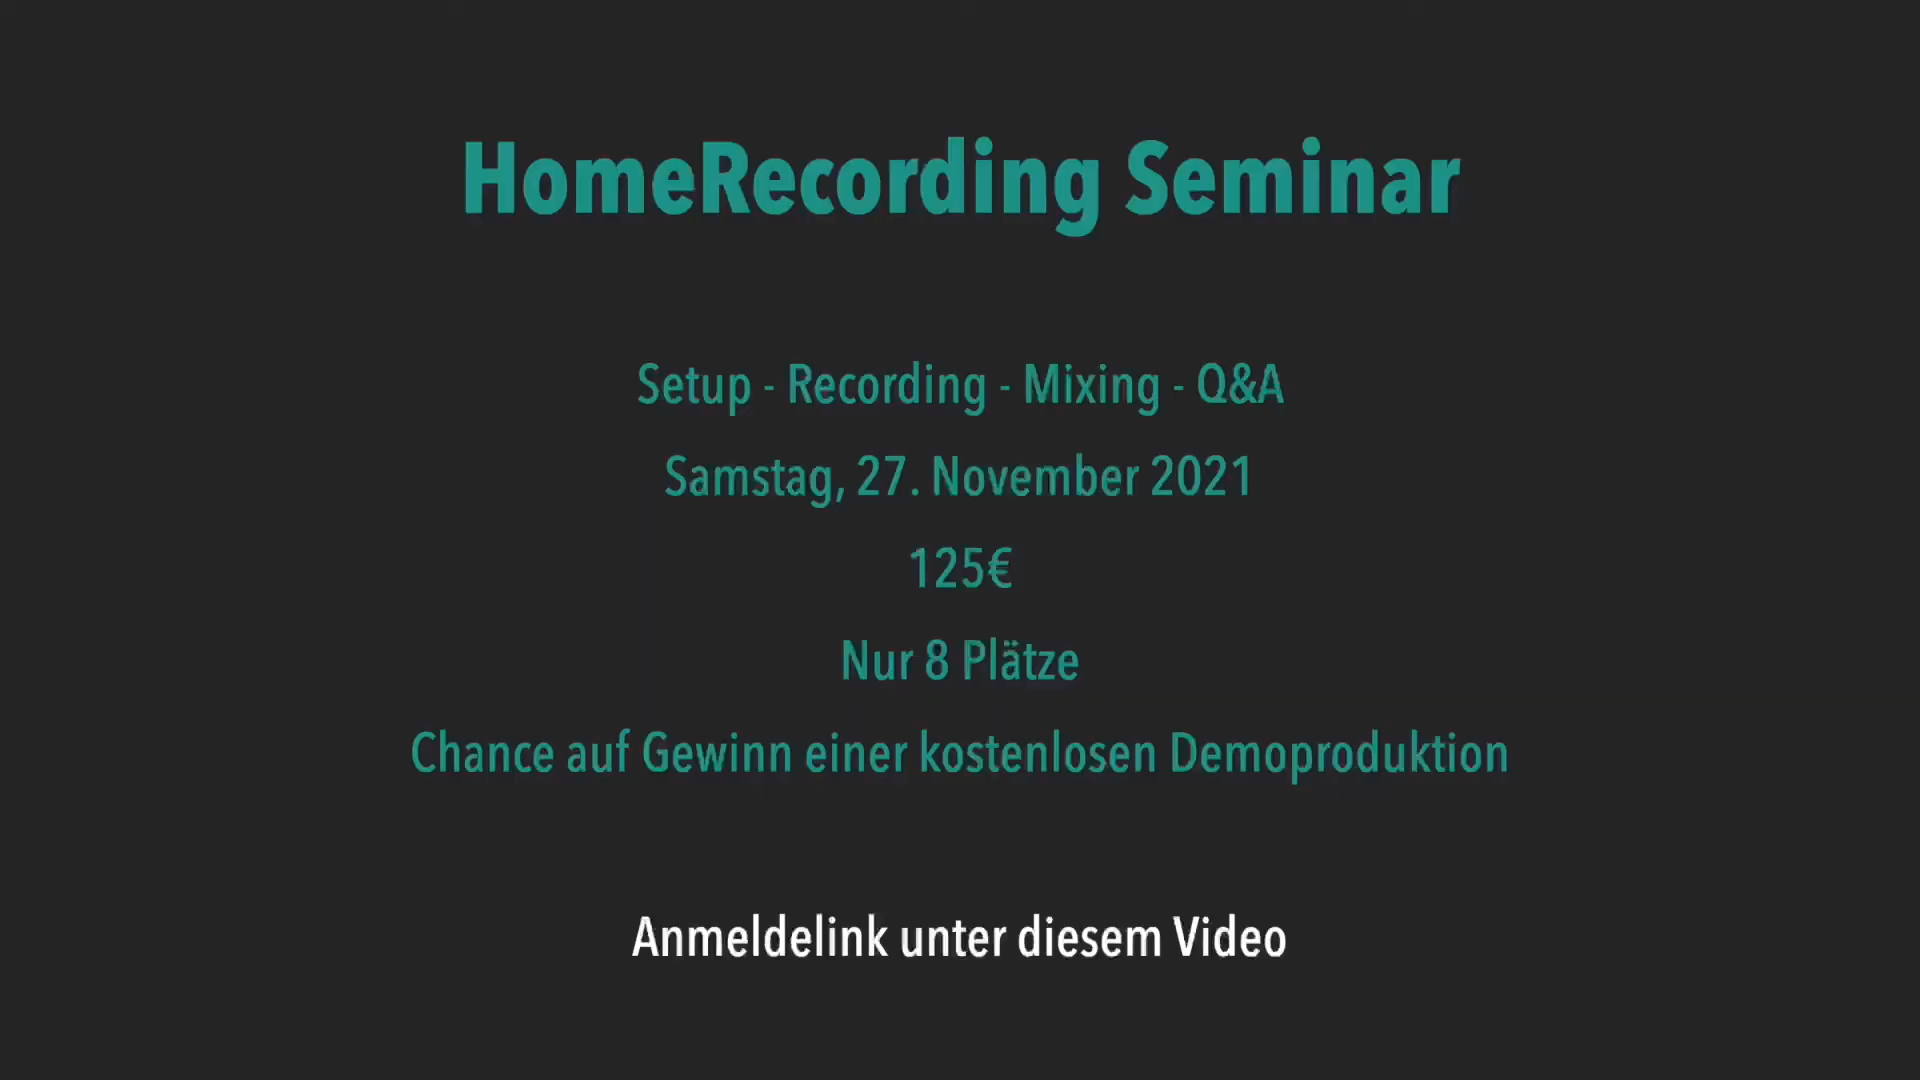 HomeRecording Seminar
Setup - Recording - Mixing - Q&A
Samstag, 27. November 2021
125€
Nur 8 Plätze
Chance auf Gewinn einer kostenlosen Demoproduktion
Anmeldelink unter diesem Video